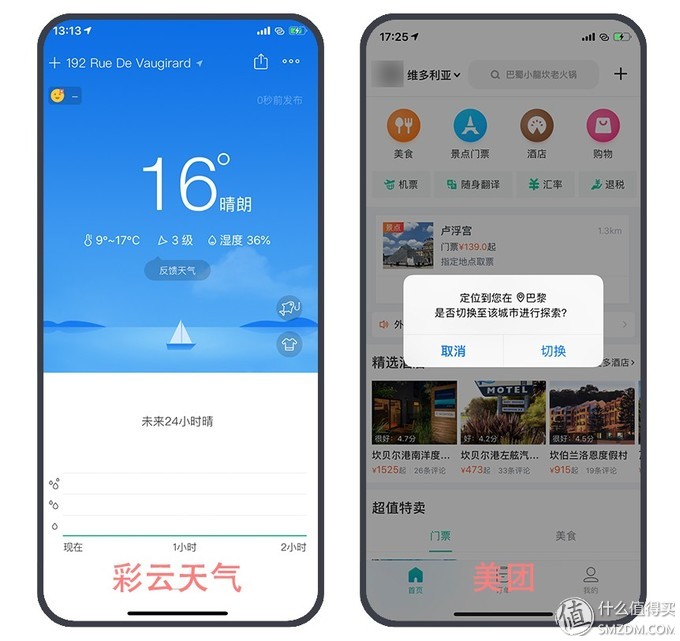 13:13
192 Rue De Vaugirard
0秒前发布
16°
晴朗
9°~17°C
3 级
湿度 36%
反馈天气
未来24小时晴
现在
1小时
2小时
彩云天气
17:25
维多利亚
巴蜀小龍坎老火锅
美食
景点门票
酒店
购物
机票
随身翻译
汇率
退税
景点
卢浮宫
1.3km
门票¥139.0起
指定地点取票
定位到您在 巴黎
是否切换至该城市进行探索?
取消
切换
外
精选酒
多酒店
MOTEL
很好: 4.7分
好: 4.2分
很好: 4.5分
坎贝尔港南洋度...
坎贝尔港左舷汽...
坎伯兰洛恩度假村
¥1525起
26条评论
¥473起
33条评论
¥915起
19条评论
超值特卖
门票
美食
首页
我的
美团
值 什么值得买
SMZDM.COM